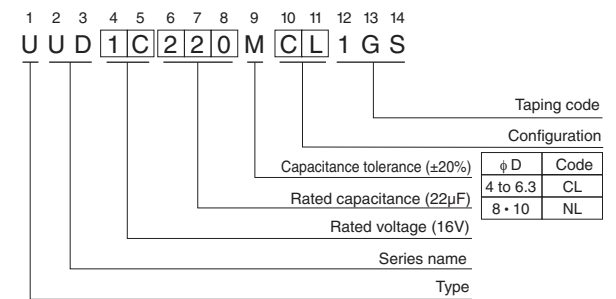 1 2 3 4 5 6 7 8 9 10 11 12 13 14
U U D 1 C 2 2 0 M C L 1 G S
Taping code
Configuration
Capacitance tolerance (±20%)
φ D Code
4 to 6.3 CL
8 • 10 NL
Rated capacitance (22µF)
Rated voltage (16V)
Series name
Type